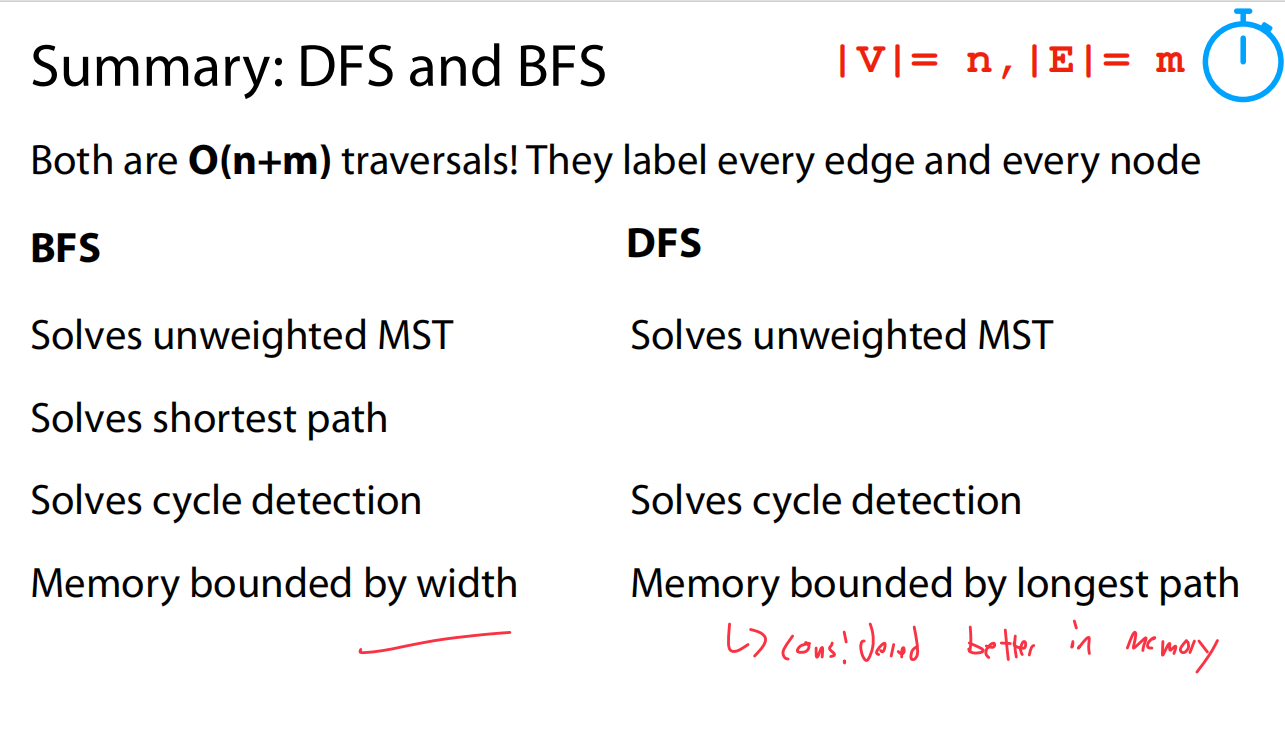 Summary: DFS and BFS
|V|= n,|E|= m
Both are O(n+m) traversals! They label every edge and every node
BFS
DFS
Solves unweighted MST
Solves unweighted MST
Solves shortest path
Solves cycle detection
Solves cycle detection
Memory bounded by width
Memory bounded by longest path
↳ considered better in memory